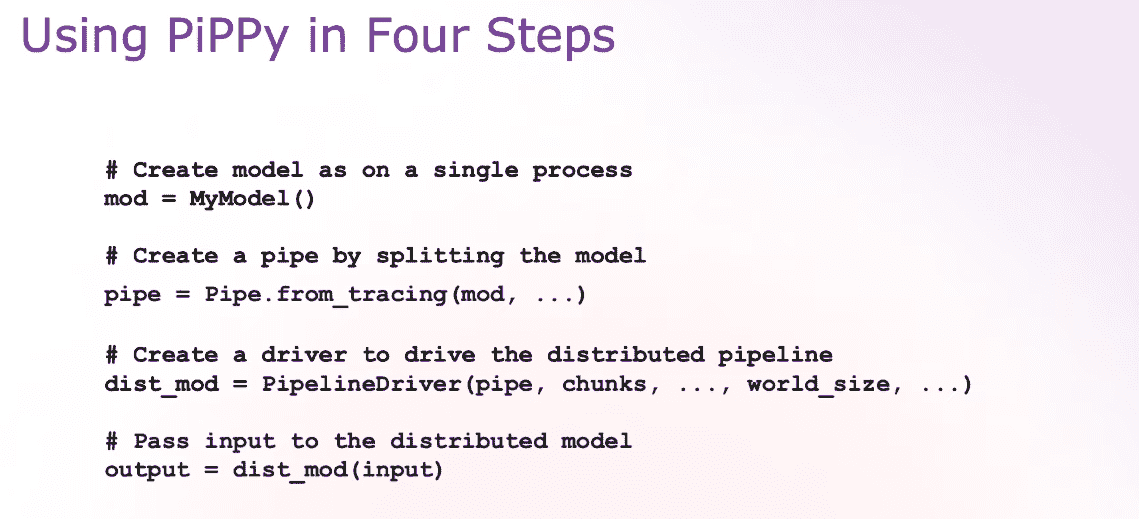 Using PiPPy in Four Steps
# Create model as on a single process
mod = MyModel()
# Create a pipe by splitting the model
pipe = Pipe.from_tracing(mod, ...)
# Create a driver to drive the distributed pipeline
dist_mod = PipelineDriver(pipe, chunks, ..., world_size, ...)
# Pass input to the distributed model
output = dist_mod(input)